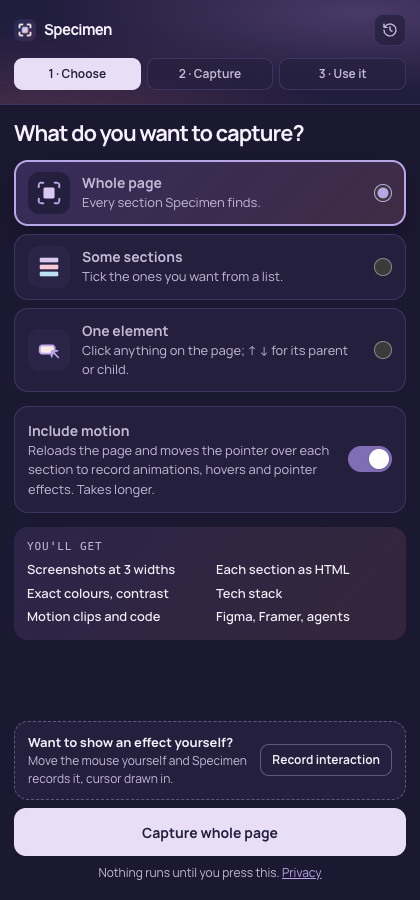 Specimen
1 · Choose
2 · Capture
3 · Use it
What do you want to capture?
Whole page
Every section Specimen finds.
Some sections
Tick the ones you want from a list.
One element
Click anything on the page; ↑ ↓ for its parent
or child.
Include motion
Reloads the page and moves the pointer over each
section to record animations, hovers and pointer
effects. Takes longer.
YOU'LL GET
Screenshots at 3 widths
Each section as HTML
Exact colours, contrast
Tech stack
Motion clips and code
Figma, Framer, agents
Want to show an effect yourself?
Move the mouse yourself and Specimen
records it, cursor drawn in.
Record interaction
Capture whole page
Nothing runs until you press this. Privacy